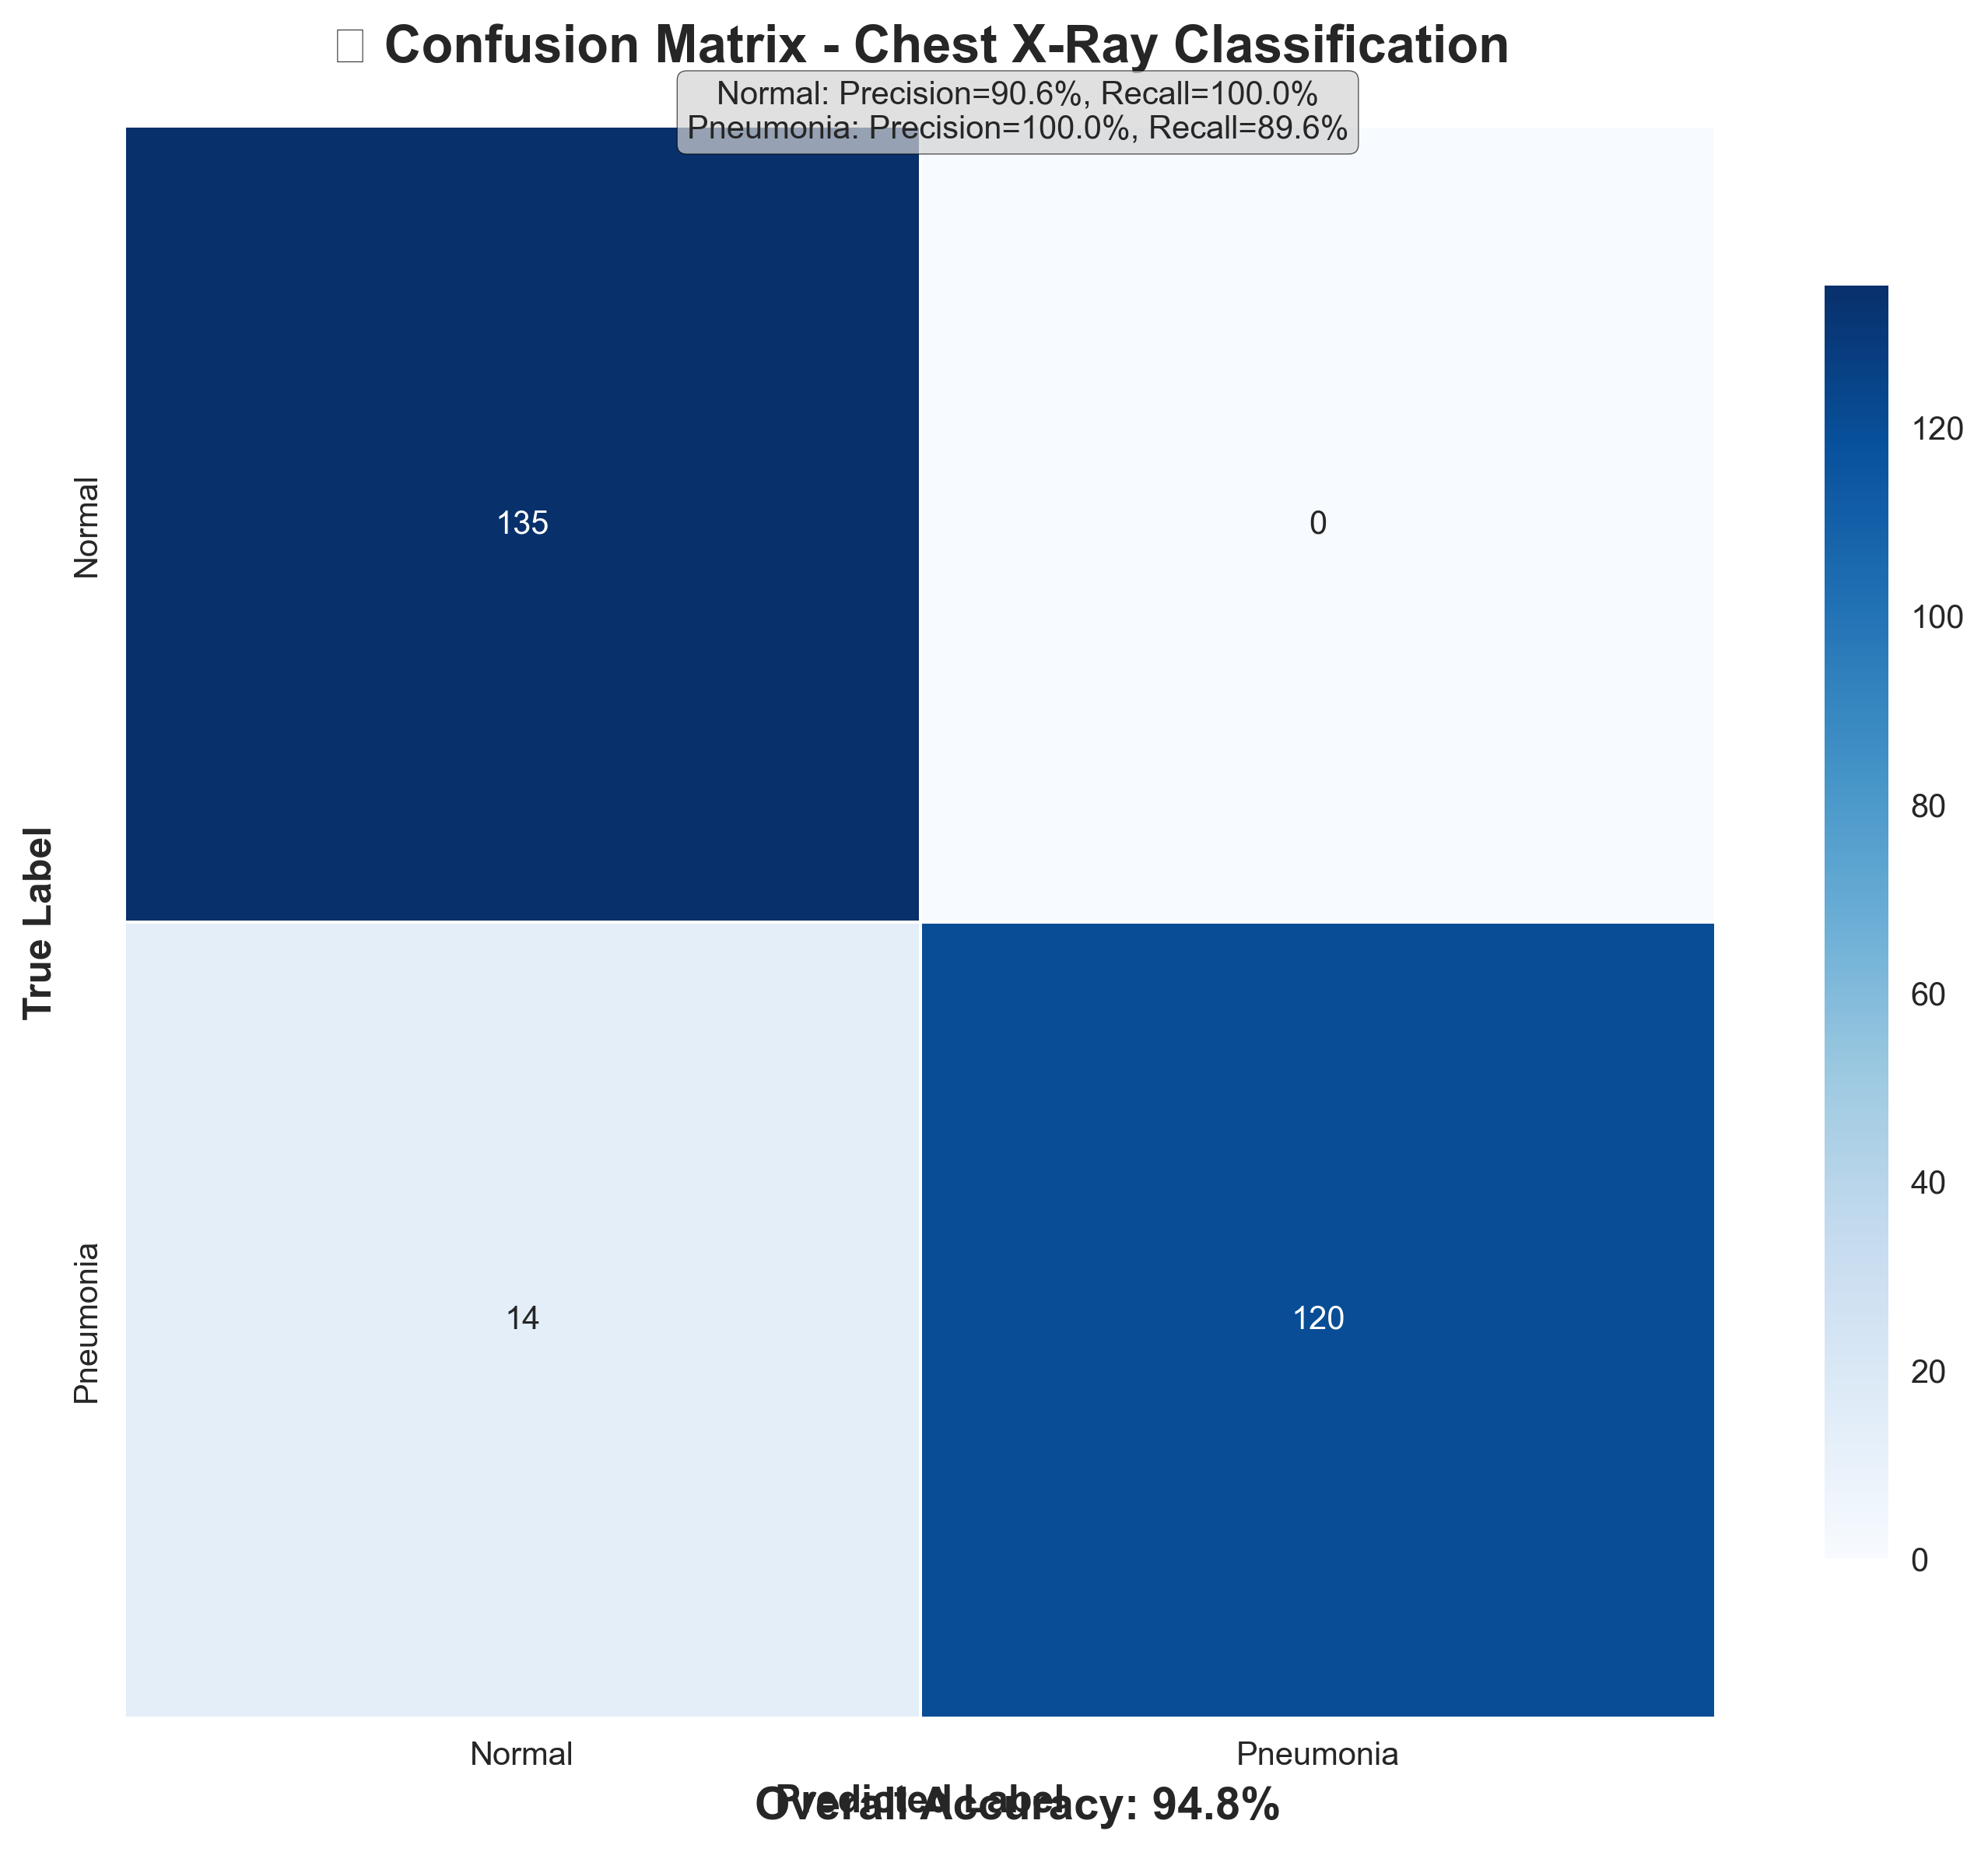 Confusion Matrix - Chest X-Ray Classification
Normal: Precision=90.6%, Recall=100.0%
Pneumonia: Precision=100.0%, Recall=89.6%
True Label
Normal
135
0
Pneumonia
14
120
Normal
Pneumonia
Predicted Label
Overall Accuracy: 94.8%
120
100
80
60
40
20
0